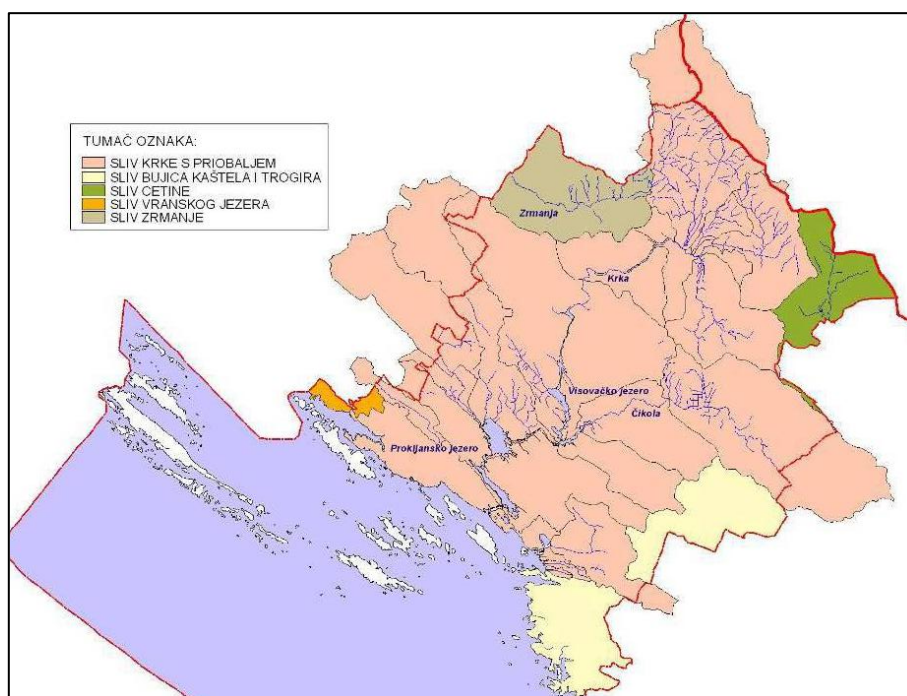 TUMAČ OZNAKA:
SLIV KRKE S PRIOBALJEM
SLIV BUJICA KAŠTELA I TROGIRA
SLIV CETINE
SLIV VRANSKOG JEZERA
SLIV ZRMANJE
Zrmanja
Krka
Visovačko jezero
Čikola
Prokljansko jezero